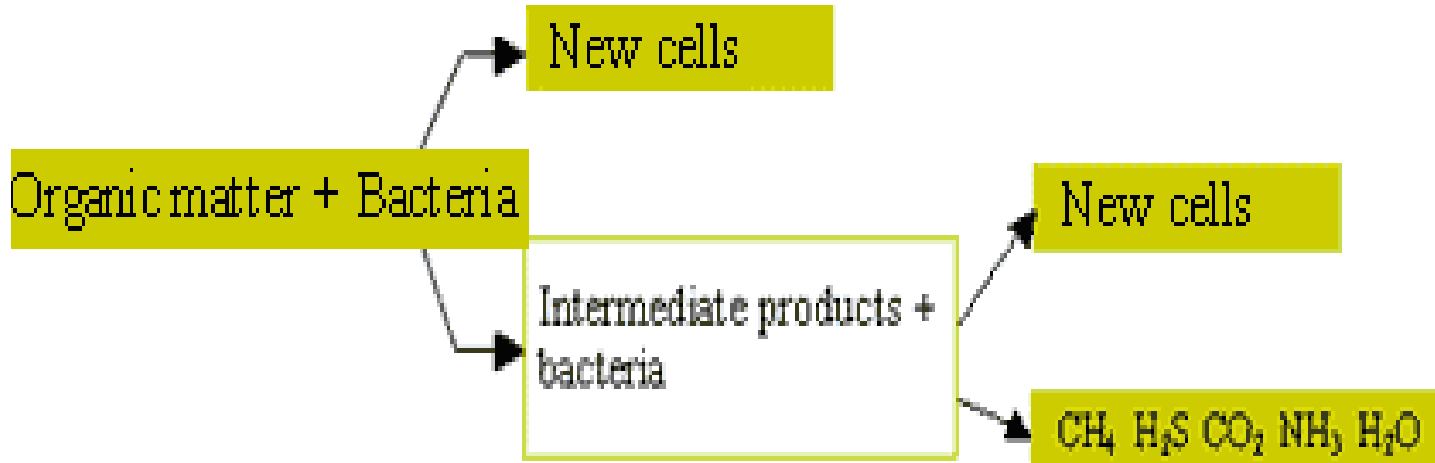 New cells
Organic matter + Bacteria
New cells
Intermediate products +
bacteria
CH₄ H₂S CO₂ NH₃ H₂O